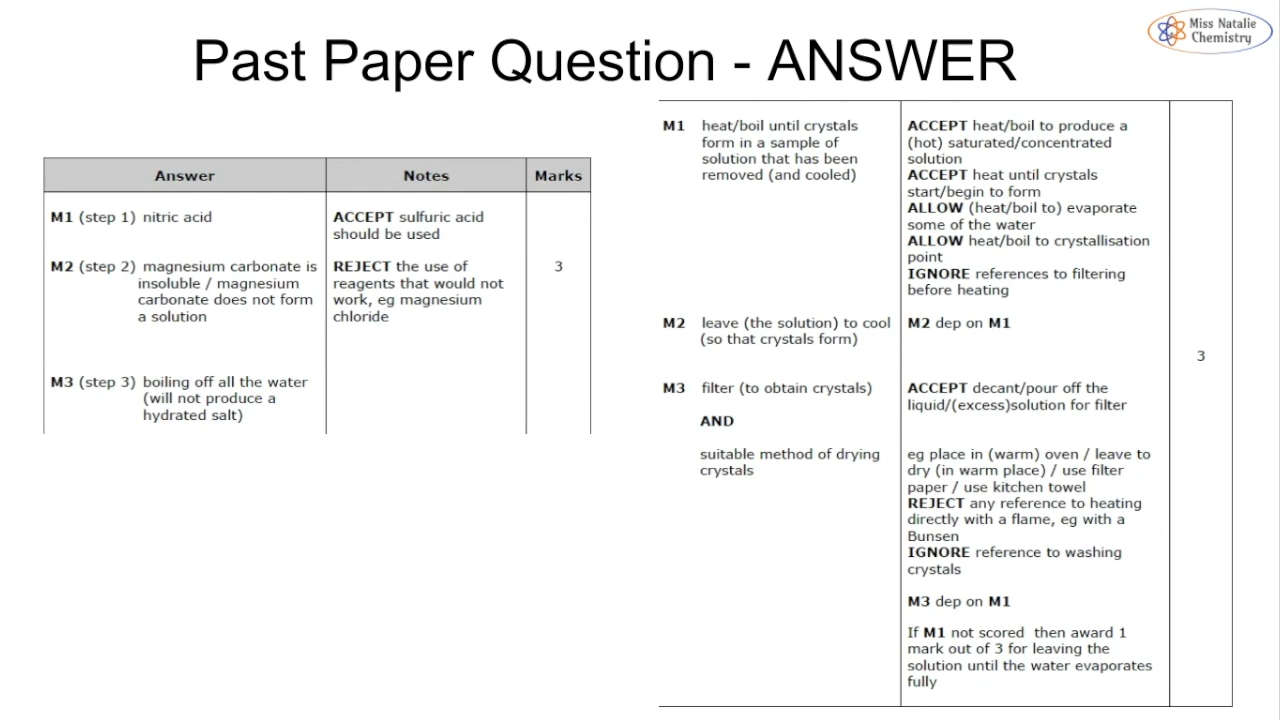 Past Paper Question - ANSWER
Miss Natalie
Chemistry
Answer
Notes
Marks
M1 (step 1) nitric acid
ACCEPT sulfuric acid
should be used
M2 (step 2) magnesium carbonate is
insoluble / magnesium
carbonate does not form
a solution
REJECT the use of
reagents that would not
work, eg magnesium
chloride
3
M3 (step 3) boiling off all the water
(will not produce a
hydrated salt)
M1 heat/boil until crystals
form in a sample of
solution that has been
removed (and cooled)
ACCEPT heat/boil to produce a
(hot) saturated/concentrated
solution
ACCEPT heat until crystals
start/begin to form
ALLOW (heat/boil to) evaporate
some of the water
ALLOW heat/boil to crystallisation
point
IGNORE references to filtering
before heating
M2 leave (the solution) to cool
(so that crystals form)
M2 dep on M1
3
M3 filter (to obtain crystals)
AND
suitable method of drying
crystals
ACCEPT decant/pour off the
liquid/(excess)solution for filter
eg place in (warm) oven / leave to
dry (in warm place) / use filter
paper / use kitchen towel
REJECT any reference to heating
directly with a flame, eg with a
Bunsen
IGNORE reference to washing
crystals
M3 dep on M1
If M1 not scored then award 1
mark out of 3 for leaving the
solution until the water evaporates
fully